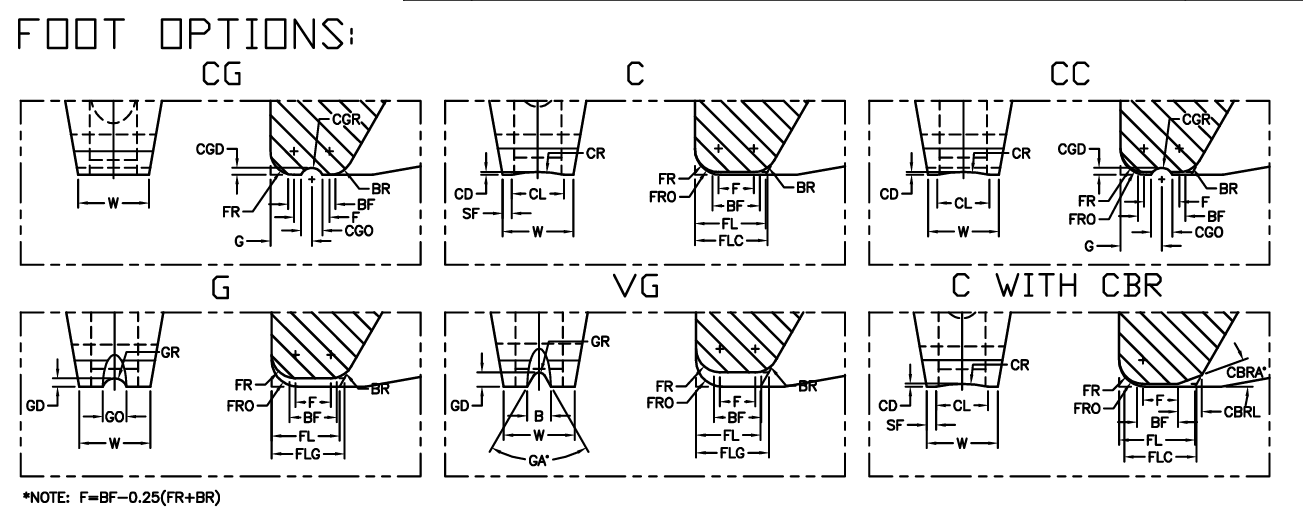 FOOT OPTIONS:
CG
CGR
CGD
W
FR
BR
BF
F
CGO
G
C
CR
CD
CL
SF
W
FR
FRO
BR
F
BF
FL
FLC
CC
CR
CD
CL
W
CGR
CGD
FR
FRO
BR
F
BF
CGO
G
G
GR
GD
GO
W
FR
FRO
BR
F
BF
FL
FLG
VG
GR
GD
B
W
GA°
FR
FRO
BR
F
BF
FL
FLG
C WITH CBR
CR
CD
CL
SF
W
FR
FRO
CBRA°
F
CBRL
BF
FL
FLC
*NOTE: F=BF-0.25(FR+BR)